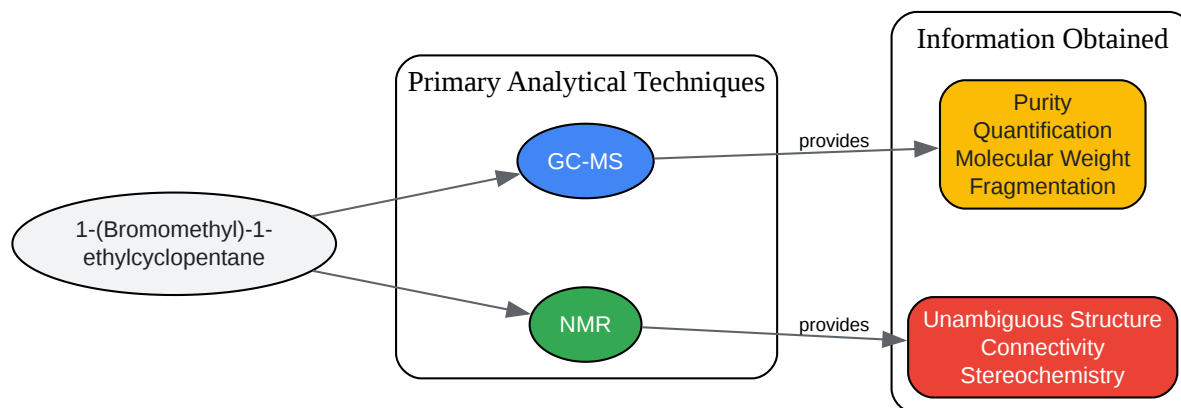 1-(Bromomethyl)-1-
ethylcyclopentane
Primary Analytical Techniques
GC-MS
NMR
provides
provides
Information Obtained
Purity
Quantification
Molecular Weight
Fragmentation
Unambiguous Structure
Connectivity
Stereochemistry